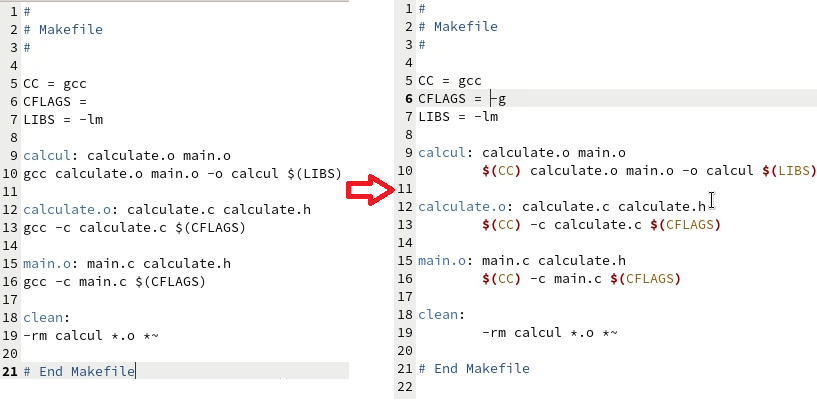 1 #
2 # Makefile
3 #
4
5 CC = gcc
6 CFLAGS =
7 LIBS = -lm
8
9 calcul: calculate.o main.o
10 gcc calculate.o main.o -o calcul $(LIBS)
11
12 calculate.o: calculate.c calculate.h
13 gcc -c calculate.c $(CFLAGS)
14
15 main.o: main.c calculate.h
16 gcc -c main.c $(CFLAGS)
17
18 clean:
19 -rm calcul *.o *~
20
21 # End Makefile
1 #
2 # Makefile
3 #
4
5 CC = gcc
6 CFLAGS = -g
7 LIBS = -lm
8
9 calcul: calculate.o main.o
10 $(CC) calculate.o main.o -o calcul $(LIBS)
11
12 calculate.o: calculate.c calculate.h
13 $(CC) -c calculate.c $(CFLAGS)
14
15 main.o: main.c calculate.h
16 $(CC) -c main.c $(CFLAGS)
17
18 clean:
19 -rm calcul *.o *~
20
21 # End Makefile
22